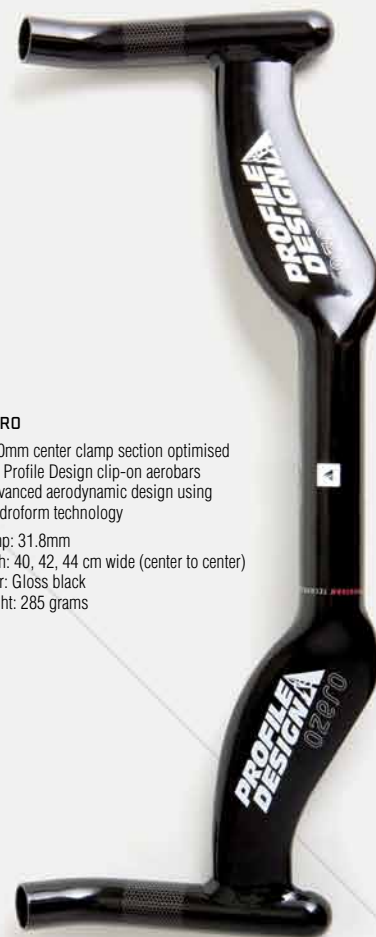 RO
0mm center clamp section optimised
Profile Design clip-on aerobars
vanced aerodynamic design using
droform technology
mp: 31.8mm
h: 40, 42, 44 cm wide (center to center)
r: Gloss black
ht: 285 grams
PROFILE
DESIGN
PROFILE
DESIGN
ozero